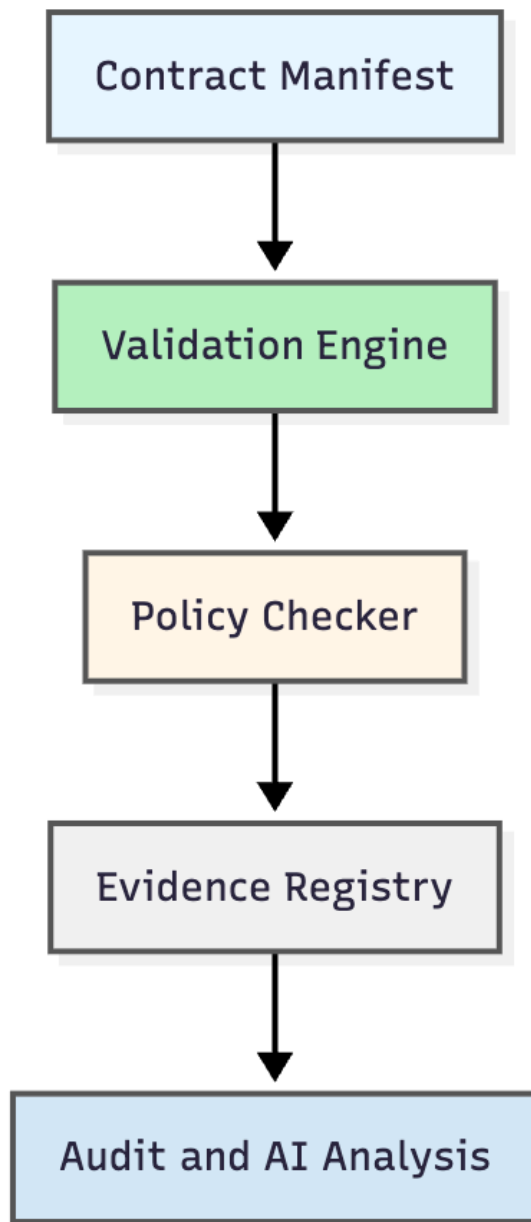 Contract Manifest
Validation Engine
Policy Checker
Evidence Registry
Audit and AI Analysis